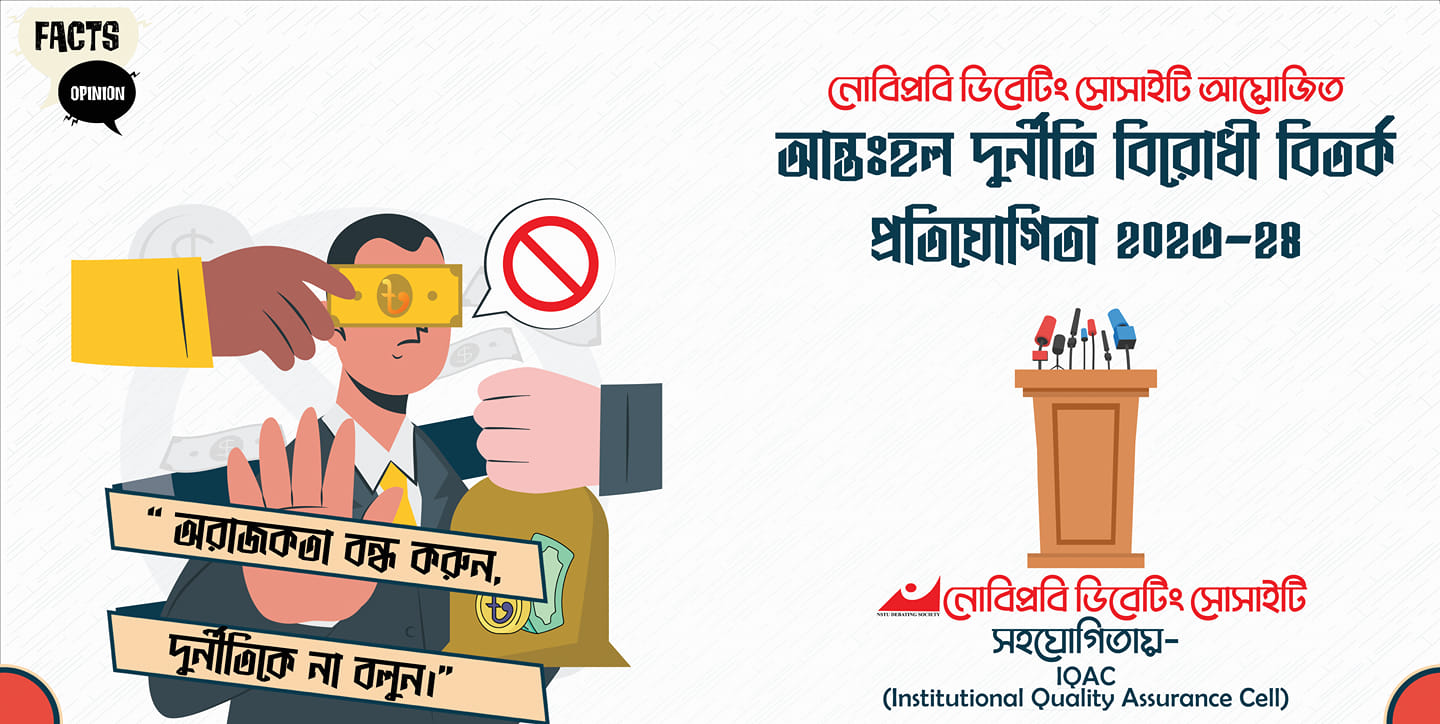 FACTS
OPINION
নোবিপ্রবি ডিবেটিং সোসাইটি আয়োজিত
আন্তঃহল দুর্নীতি বিরোধী বিতর্ক
প্রতিযোগিতা ২০২৩-২৪
“ অরাজকতা বন্ধ করুন,
দুর্নীতিকে না বলুন।”
NSTU DEBATING SOCIETY
নোবিপ্রবি ডিবেটিং সোসাইটি
সহযোগিতায়-
IQAC
(Institutional Quality Assurance Cell)